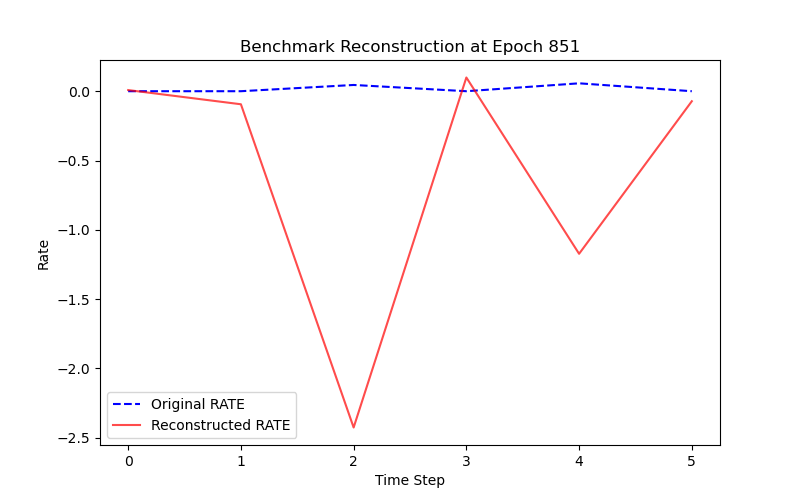 Benchmark Reconstruction at Epoch 851
Rate
0.0
−0.5
−1.0
−1.5
−2.0
−2.5
Original RATE
Reconstructed RATE
0 1 2 3 4 5
Time Step